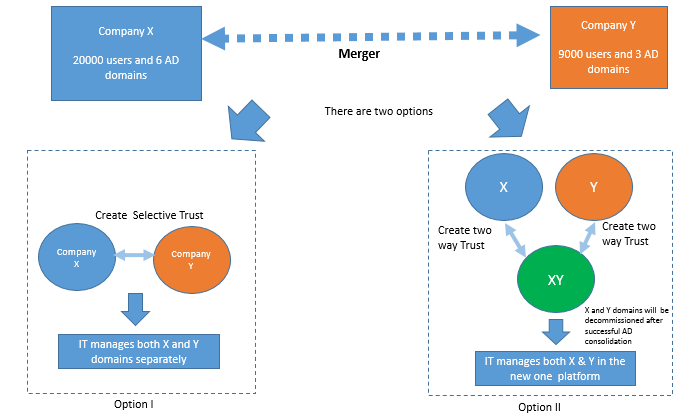 Company X
20000 users and 6 AD
domains
Merger
Company Y
9000 users and 3 AD
domains
There are two options
Create  Selective Trust
Company
X
Company
Y
IT manages both X and Y
domains separately
Option I
X
Y
Create two
way Trust
Create two
way Trust
XY
X and Y domains will be
decommissioned after
successful AD
consolidation
IT manages both X & Y in the
new one  platform
Option II